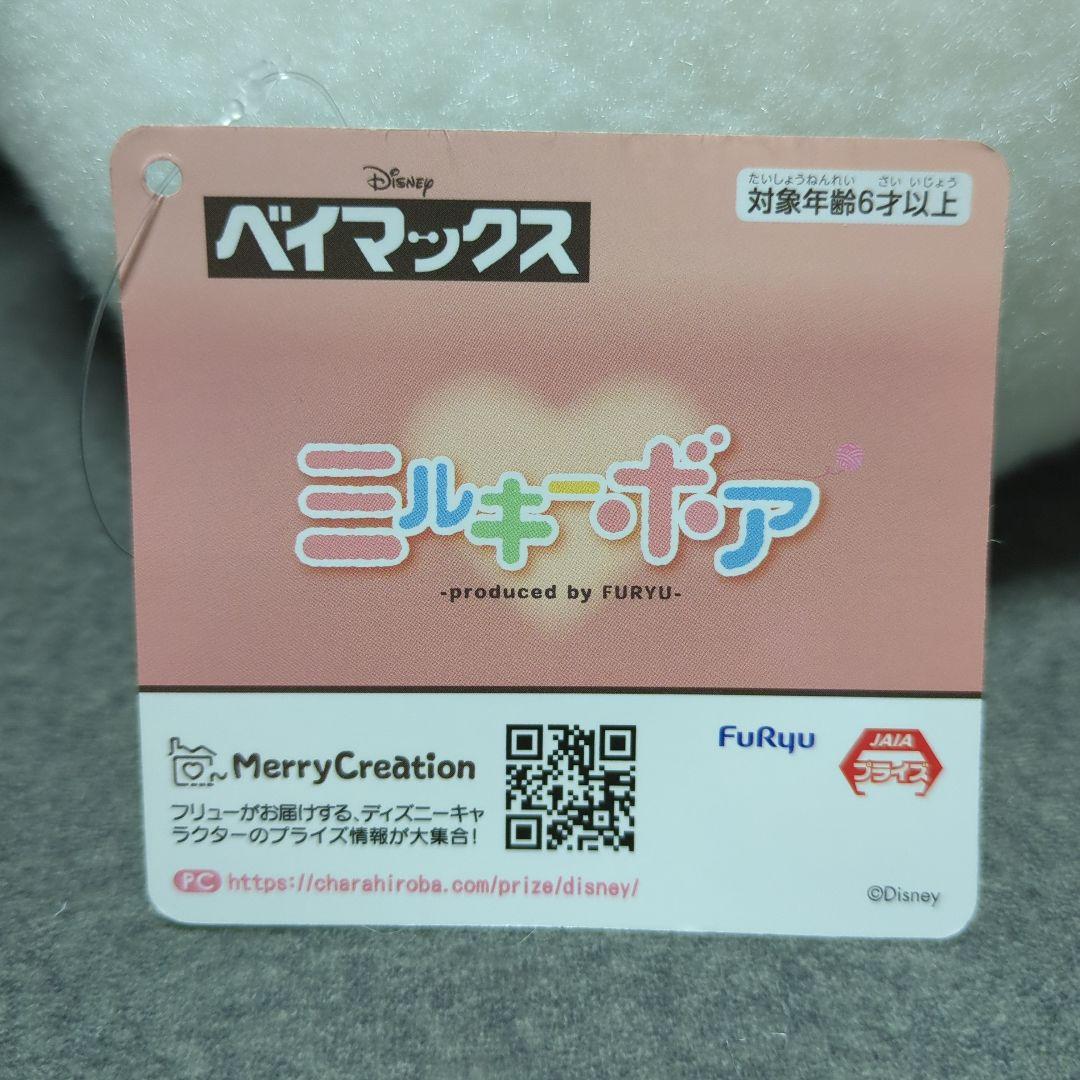 Disney
ベイマックス
たいしょうねんれい さい いじょう
対象年齢6才以上
ミルキーボア
-produced by FURYU-
MerryCreation
フリューがお届けする、ディズニーキャ
ラクターのプライズ情報が大集合!
PC https://charahiroba.com/prize/disney/
FuRyu
JAIA
プライズ
©Disney